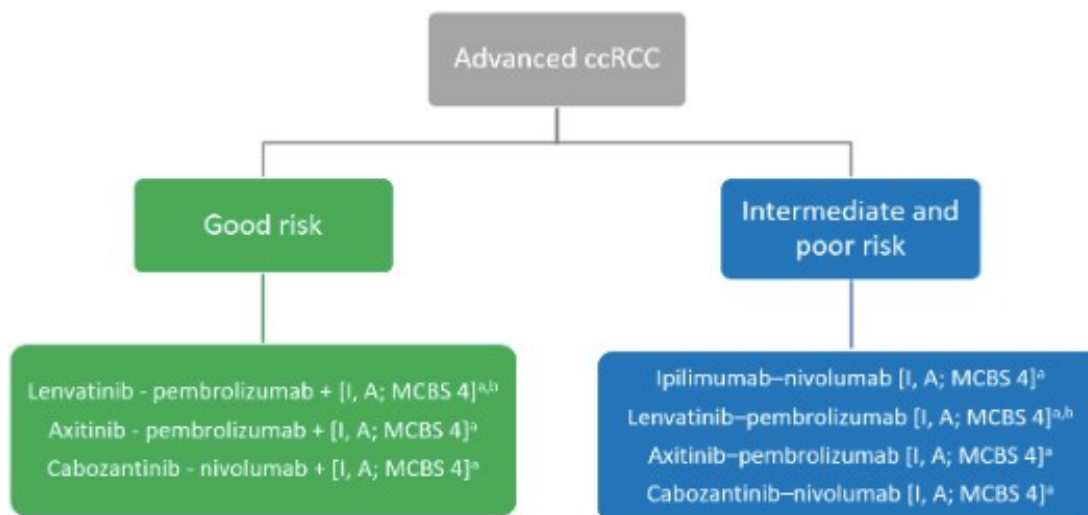 Advanced ccRCC
Good risk
Intermediate and
poor risk
Lenvatinib - pembrolizumab + [I, A; MCBS 4]a,b
Axitinib - pembrolizumab + [I, A; MCBS 4]a
Cabozantinib - nivolumab + [I, A; MCBS 4]a
Ipilimumab–nivolumab [I, A; MCBS 4]a
Lenvatinib–pembrolizumab [I, A; MCBS 4]a,b
Axitinib–pembrolizumab [I, A; MCBS 4]a
Cabozantinib–nivolumab [I, A; MCBS 4]a